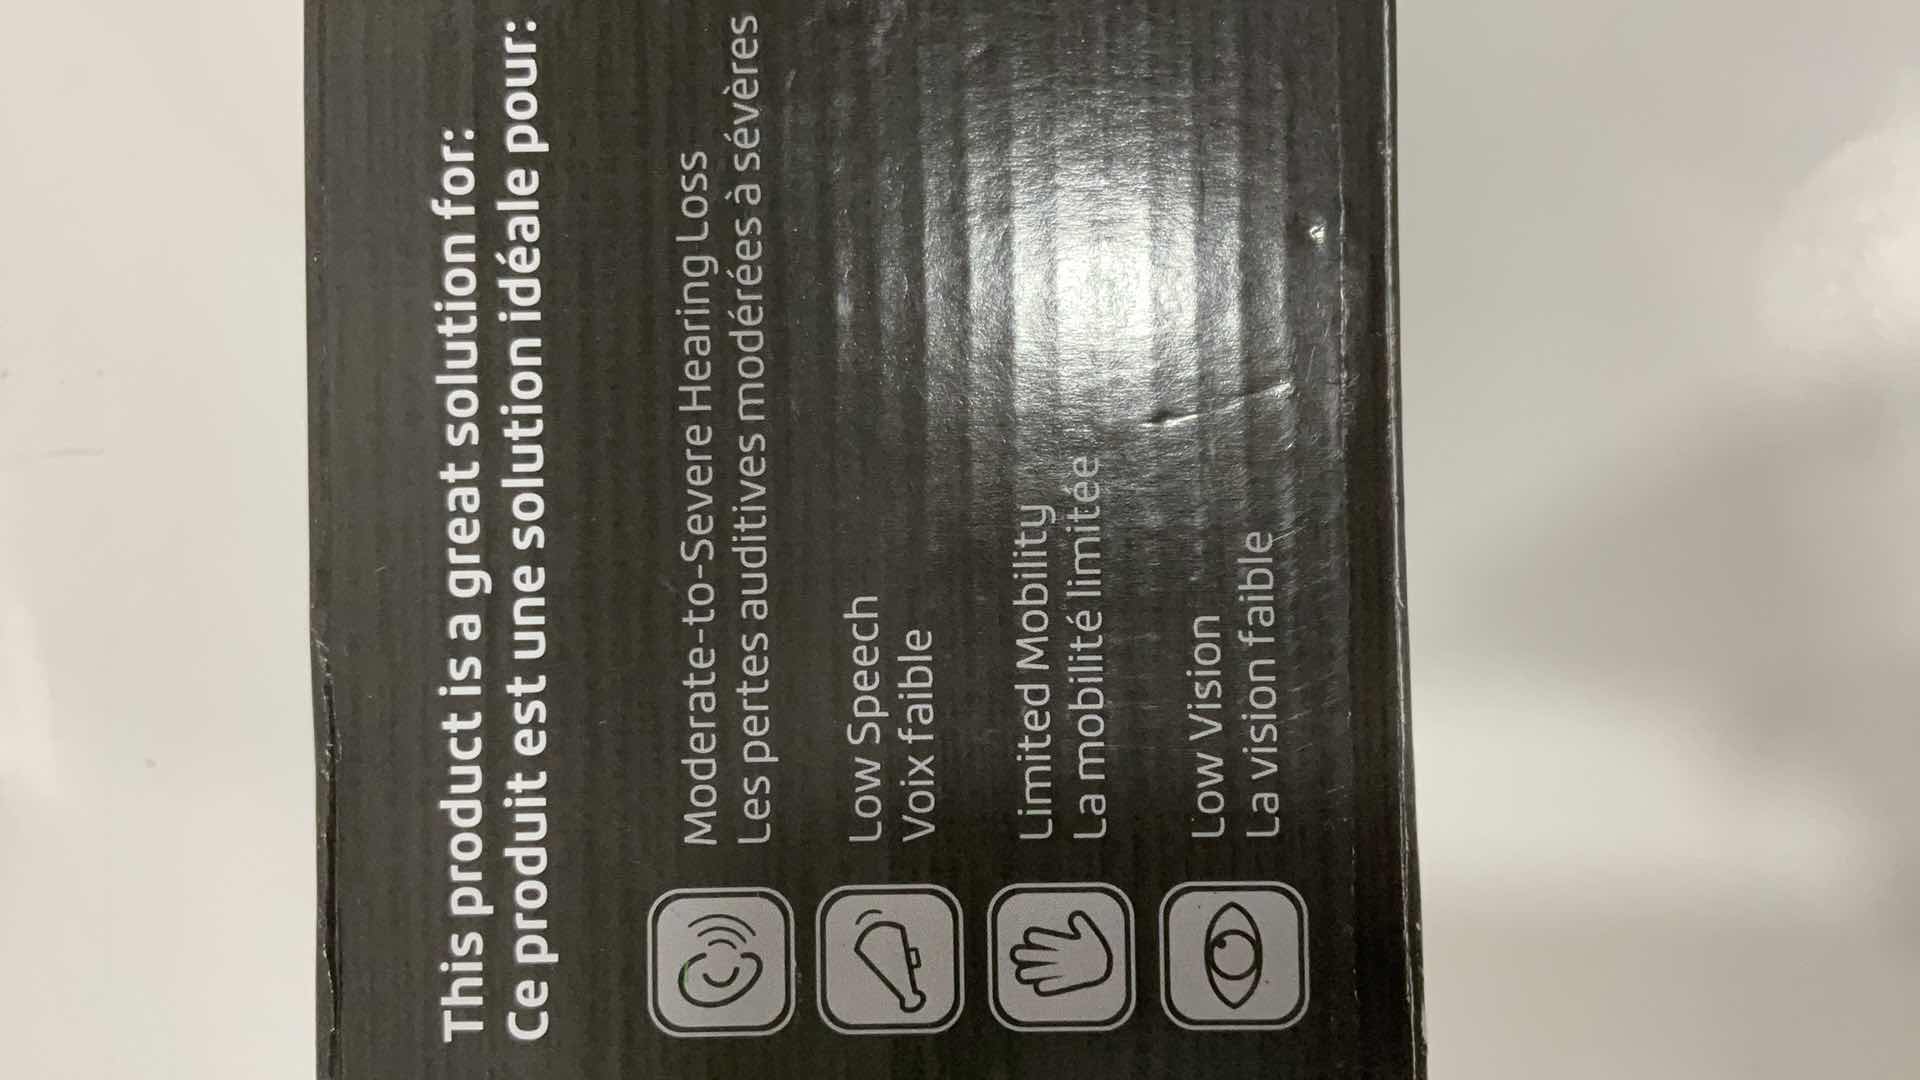 This product is a great solution for:
Ce produit est une solution idéale pour:
Moderate-to-Severe Hearing Loss
Les pertes auditives modérées à sévères
Low Speech
Voix faible
Limited Mobility
La mobilité limitée
Low Vision
La vision faible